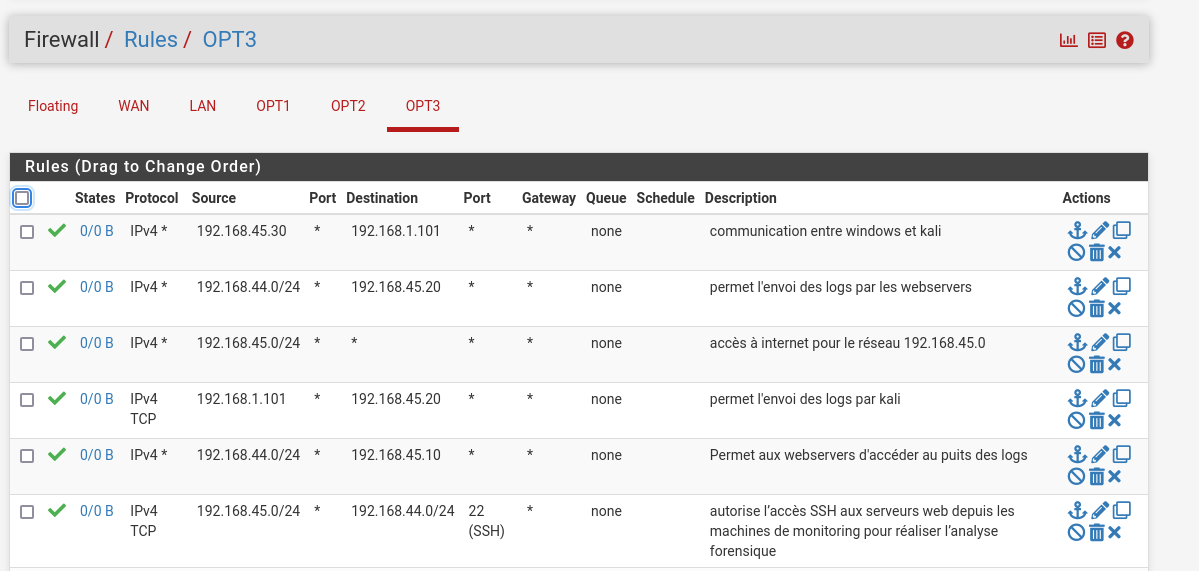 Firewall / Rules / OPT3
Floating WAN LAN OPT1 OPT2 OPT3
Rules (Drag to Change Order)
States Protocol Source Port Destination Port Gateway Queue Schedule Description Actions
0/0 B IPv4 * 192.168.45.30 * 192.168.1.101 * * none communication entre windows et kali
0/0 B IPv4 * 192.168.44.0/24 * 192.168.45.20 * * none permet l'envoi des logs par les webservers
0/0 B IPv4 * 192.168.45.0/24 * * * * none accès à internet pour le réseau 192.168.45.0
0/0 B IPv4 192.168.1.101 * 192.168.45.20 * * none permet l'envoi des logs par kali
TCP
0/0 B IPv4 * 192.168.44.0/24 * 192.168.45.10 * * none Permet aux webservers d'accéder au puits des logs
0/0 B IPv4 192.168.45.0/24 * 192.168.44.0/24 22 * none autorise l’accès SSH aux serveurs web depuis les
TCP (SSH) machines de monitoring pour réaliser l’analyse
forensique